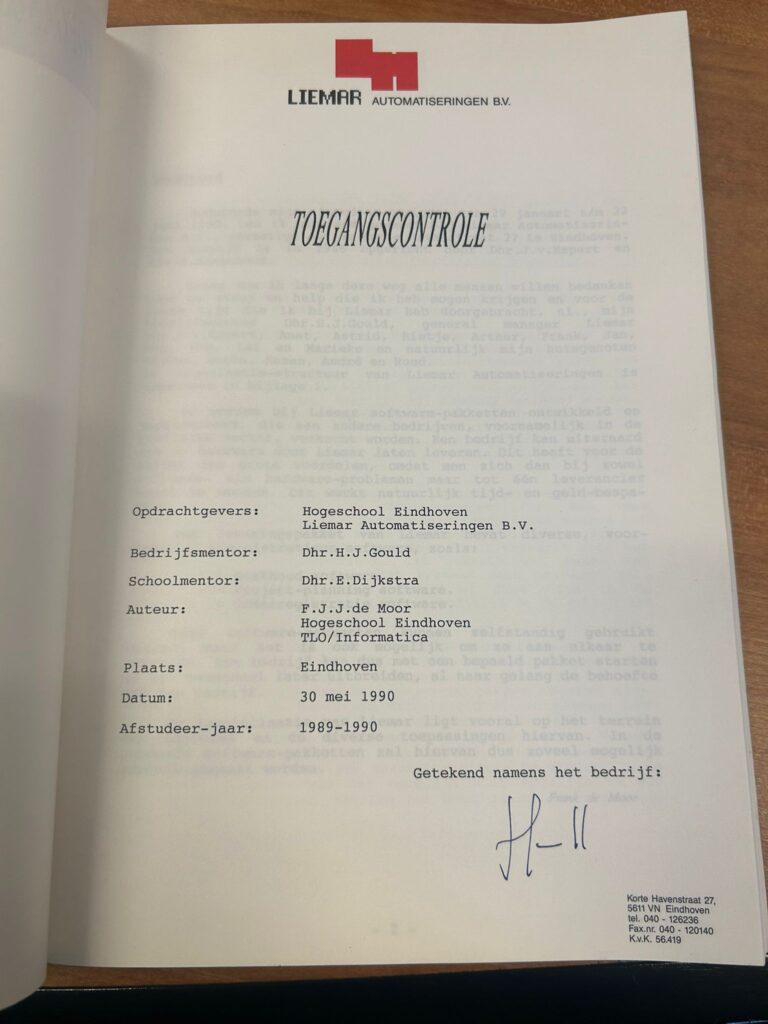 LIEMAR AUTOMATISERINGEN B.V.
TOEGANGSCONTROLE
Opdrachtgevers: Hogeschool Eindhoven
Liemar Automatiseringen B.V.
Bedrijfsmentor: Dhr.H.J.Gould
Schoolmentor: Dhr.E.Dijkstra
Auteur: F.J.J.de Moor
Hogeschool Eindhoven
TLO/Informatica
Plaats: Eindhoven
Datum: 30 mei 1990
Afstudeer-jaar: 1989-1990
Getekend namens het bedrijf:
Korte Havenstraat 27,
5611 VN Eindhoven
tel. 040 - 126236
Fax.nr. 040 - 120140
K.v.K. 56.419